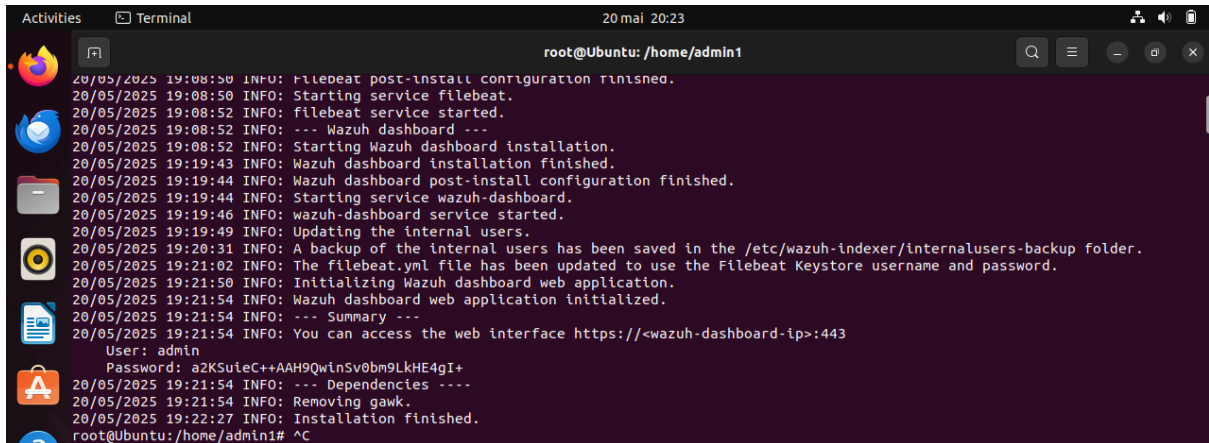 Activities Terminal 20 mai 20:23
root@Ubuntu: /home/admin1
20/05/2025 19:08:50 INFO: Filebeat post-install configuration finished.
20/05/2025 19:08:50 INFO: Starting service filebeat.
20/05/2025 19:08:52 INFO: filebeat service started.
20/05/2025 19:08:52 INFO: --- Wazuh dashboard ---
20/05/2025 19:08:52 INFO: Starting Wazuh dashboard installation.
20/05/2025 19:19:43 INFO: Wazuh dashboard installation finished.
20/05/2025 19:19:44 INFO: Wazuh dashboard post-install configuration finished.
20/05/2025 19:19:44 INFO: Starting service wazuh-dashboard.
20/05/2025 19:19:46 INFO: wazuh-dashboard service started.
20/05/2025 19:19:49 INFO: Updating the internal users.
20/05/2025 19:20:31 INFO: A backup of the internal users has been saved in the /etc/wazuh-indexer/internalusers-backup folder.
20/05/2025 19:21:02 INFO: The filebeat.yml file has been updated to use the Filebeat Keystore username and password.
20/05/2025 19:21:50 INFO: Initializing Wazuh dashboard web application.
20/05/2025 19:21:54 INFO: Wazuh dashboard web application initialized.
20/05/2025 19:21:54 INFO: --- Summary ---
20/05/2025 19:21:54 INFO: You can access the web interface https://<wazuh-dashboard-ip>:443
User: admin
Password: a2KSuieC++AAH9QwinSv0bm9LkHE4gI+
20/05/2025 19:21:54 INFO: --- Dependencies ----
20/05/2025 19:21:54 INFO: Removing gawk.
20/05/2025 19:22:27 INFO: Installation finished.
root@Ubuntu:/home/admin1# ^C